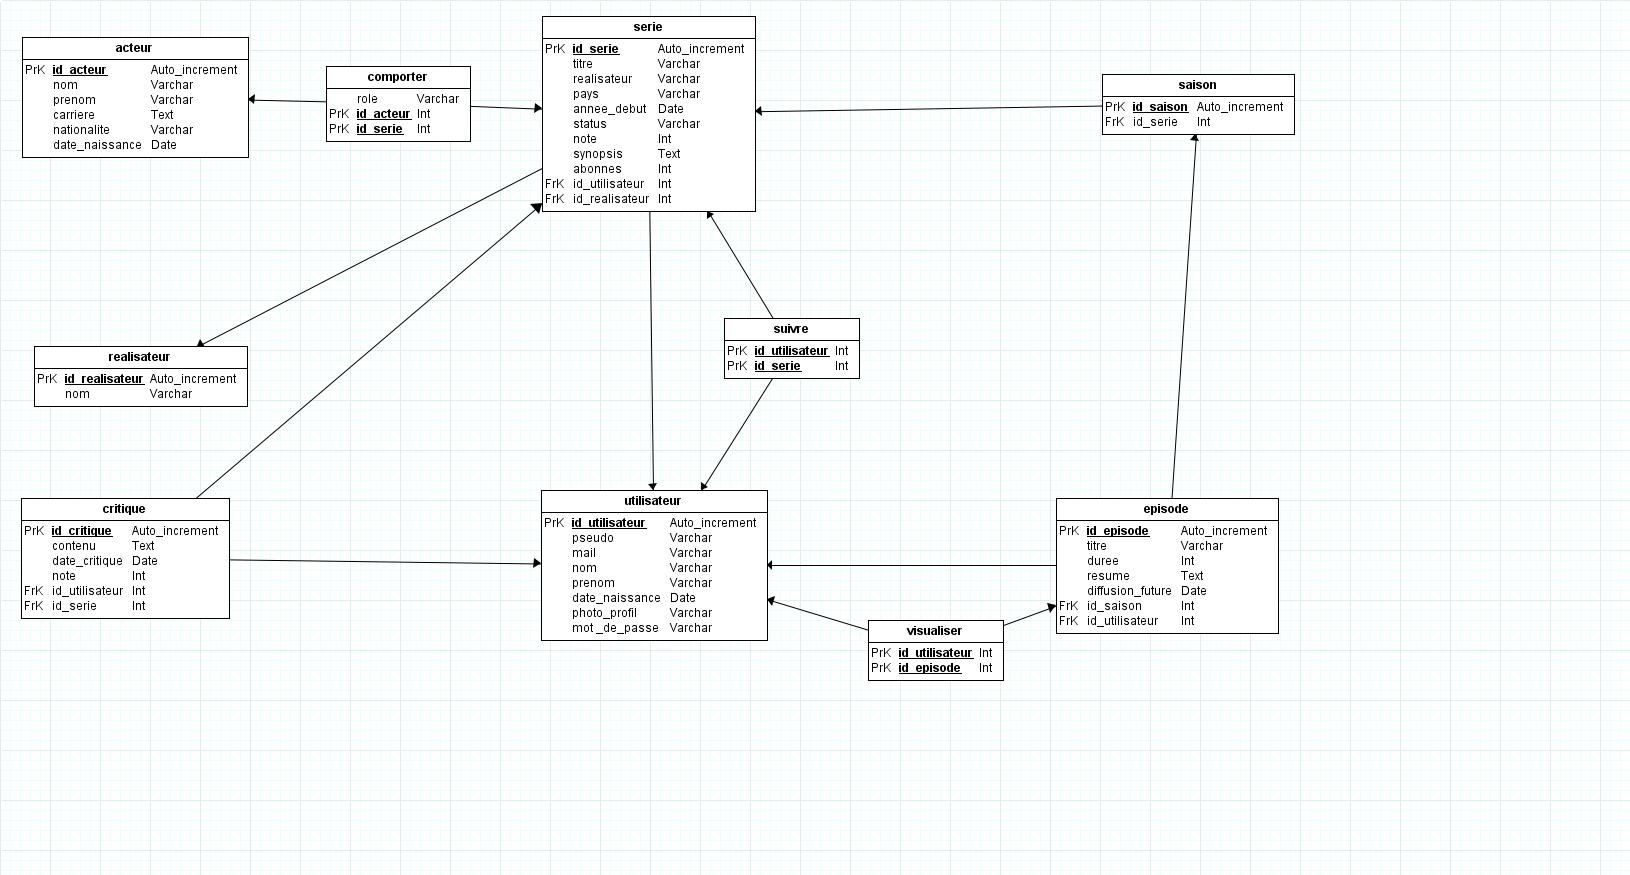 serie
PrK id_serie Auto_increment
titre Varchar
realisateur Varchar
pays Varchar
annee_debut Date
status Varchar
note Int
synopsis Text
abonnes Int
FrK id_utilisateur Int
FrK id_realisateur Int
acteur
PrK id_acteur Auto_increment
nom Varchar
prenom Varchar
carriere Text
nationalite Varchar
date_naissance Date
comporter
role Varchar
PrK id_acteur Int
PrK id_serie Int
saison
PrK id_saison Auto_increment
FrK id_serie Int
suivre
PrK id_utilisateur Int
PrK id_serie Int
realisateur
PrK id_realisateur Auto_increment
nom Varchar
critique
PrK id_critique Auto_increment
contenu Text
date_critique Date
note Int
FrK id_utilisateur Int
FrK id_serie Int
utilisateur
PrK id_utilisateur Auto_increment
pseudo Varchar
mail Varchar
nom Varchar
prenom Varchar
date_naissance Date
photo_profil Varchar
mot_de_passe Varchar
episode
PrK id_episode Auto_increment
titre Varchar
duree Int
resume Text
diffusion_future Date
FrK id_saison Int
FrK id_utilisateur Int
visualiser
PrK id_utilisateur Int
PrK id_episode Int